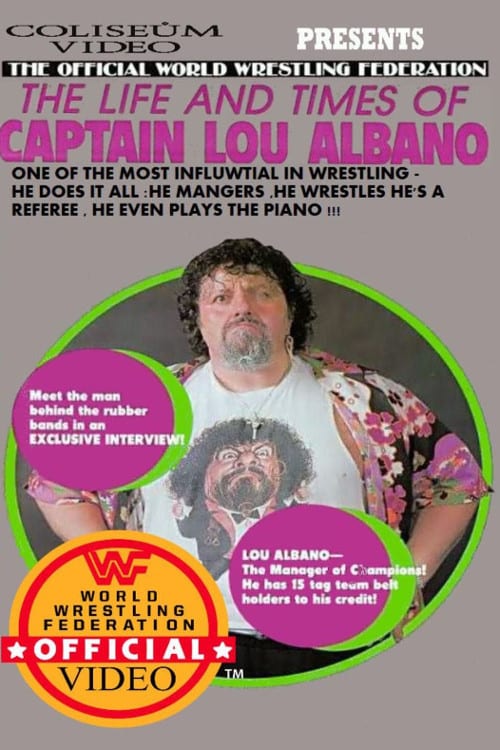 COLISEÚM
VIDEO
PRESENTS
THE OFFICIAL WORLD WRESTLING FEDERATION
THE LIFE AND TIMES OF
CAPTAIN LOU ALBANO
ONE OF THE MOST INFLUWTIAL IN WRESTLING -
HE DOES IT ALL :HE MANGERS ,HE WRESTLES HE'S A
REFEREE , HE EVEN PLAYS THE PIANO !!!
Meet the man
behind the rubber
bands in an
EXCLUSIVE INTERVIEW!
LOU ALBANO—
The Manager of Champions!
He has 15 tag team belt
holders to his credit!
WF
WORLD
WRESTLING
FEDERATION
★OFFICIAL★
VIDEO
TM